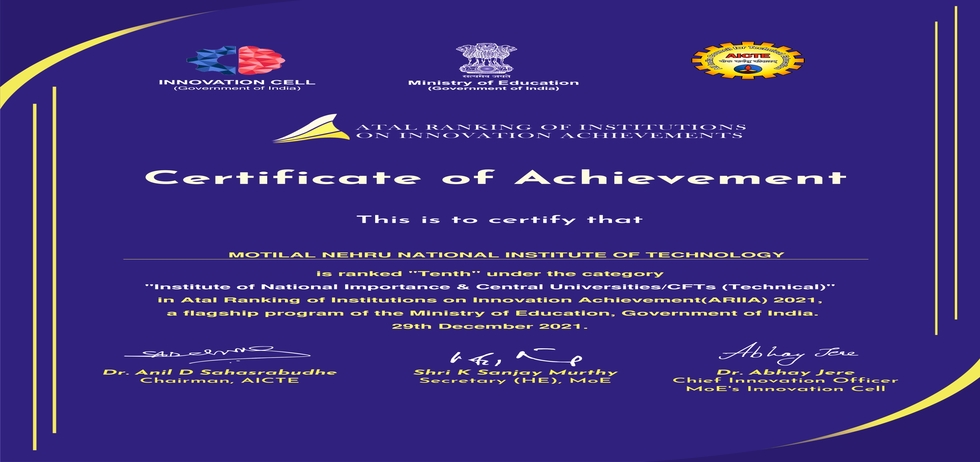 INNOVATION CELL
(Government of India)
सत्यमेव जयते
Ministry of Education
(Government of India)
AICTE
ATAL RANKING OF INSTITUTIONS
ON INNOVATION ACHIEVEMENTS
Certificate of Achievement
This is to certify that
MOTILAL NEHRU NATIONAL INSTITUTE OF TECHNOLOGY
is ranked "Tenth" under the category
"Institute of National Importance & Central Universities/CFTs (Technical)"
in Atal Ranking of Institutions on Innovation Achievement(ARIIA) 2021,
a flagship program of the Ministry of Education, Government of India.
29th December 2021.
Abhay Jere
Dr. Anil D Sahasrabudhe
Chairman, AICTE
Shri K Sanjay Murthy
Secretary (HE), MoE
Dr. Abhay Jere
Chief Innovation Officer
MoE's Innovation Cell